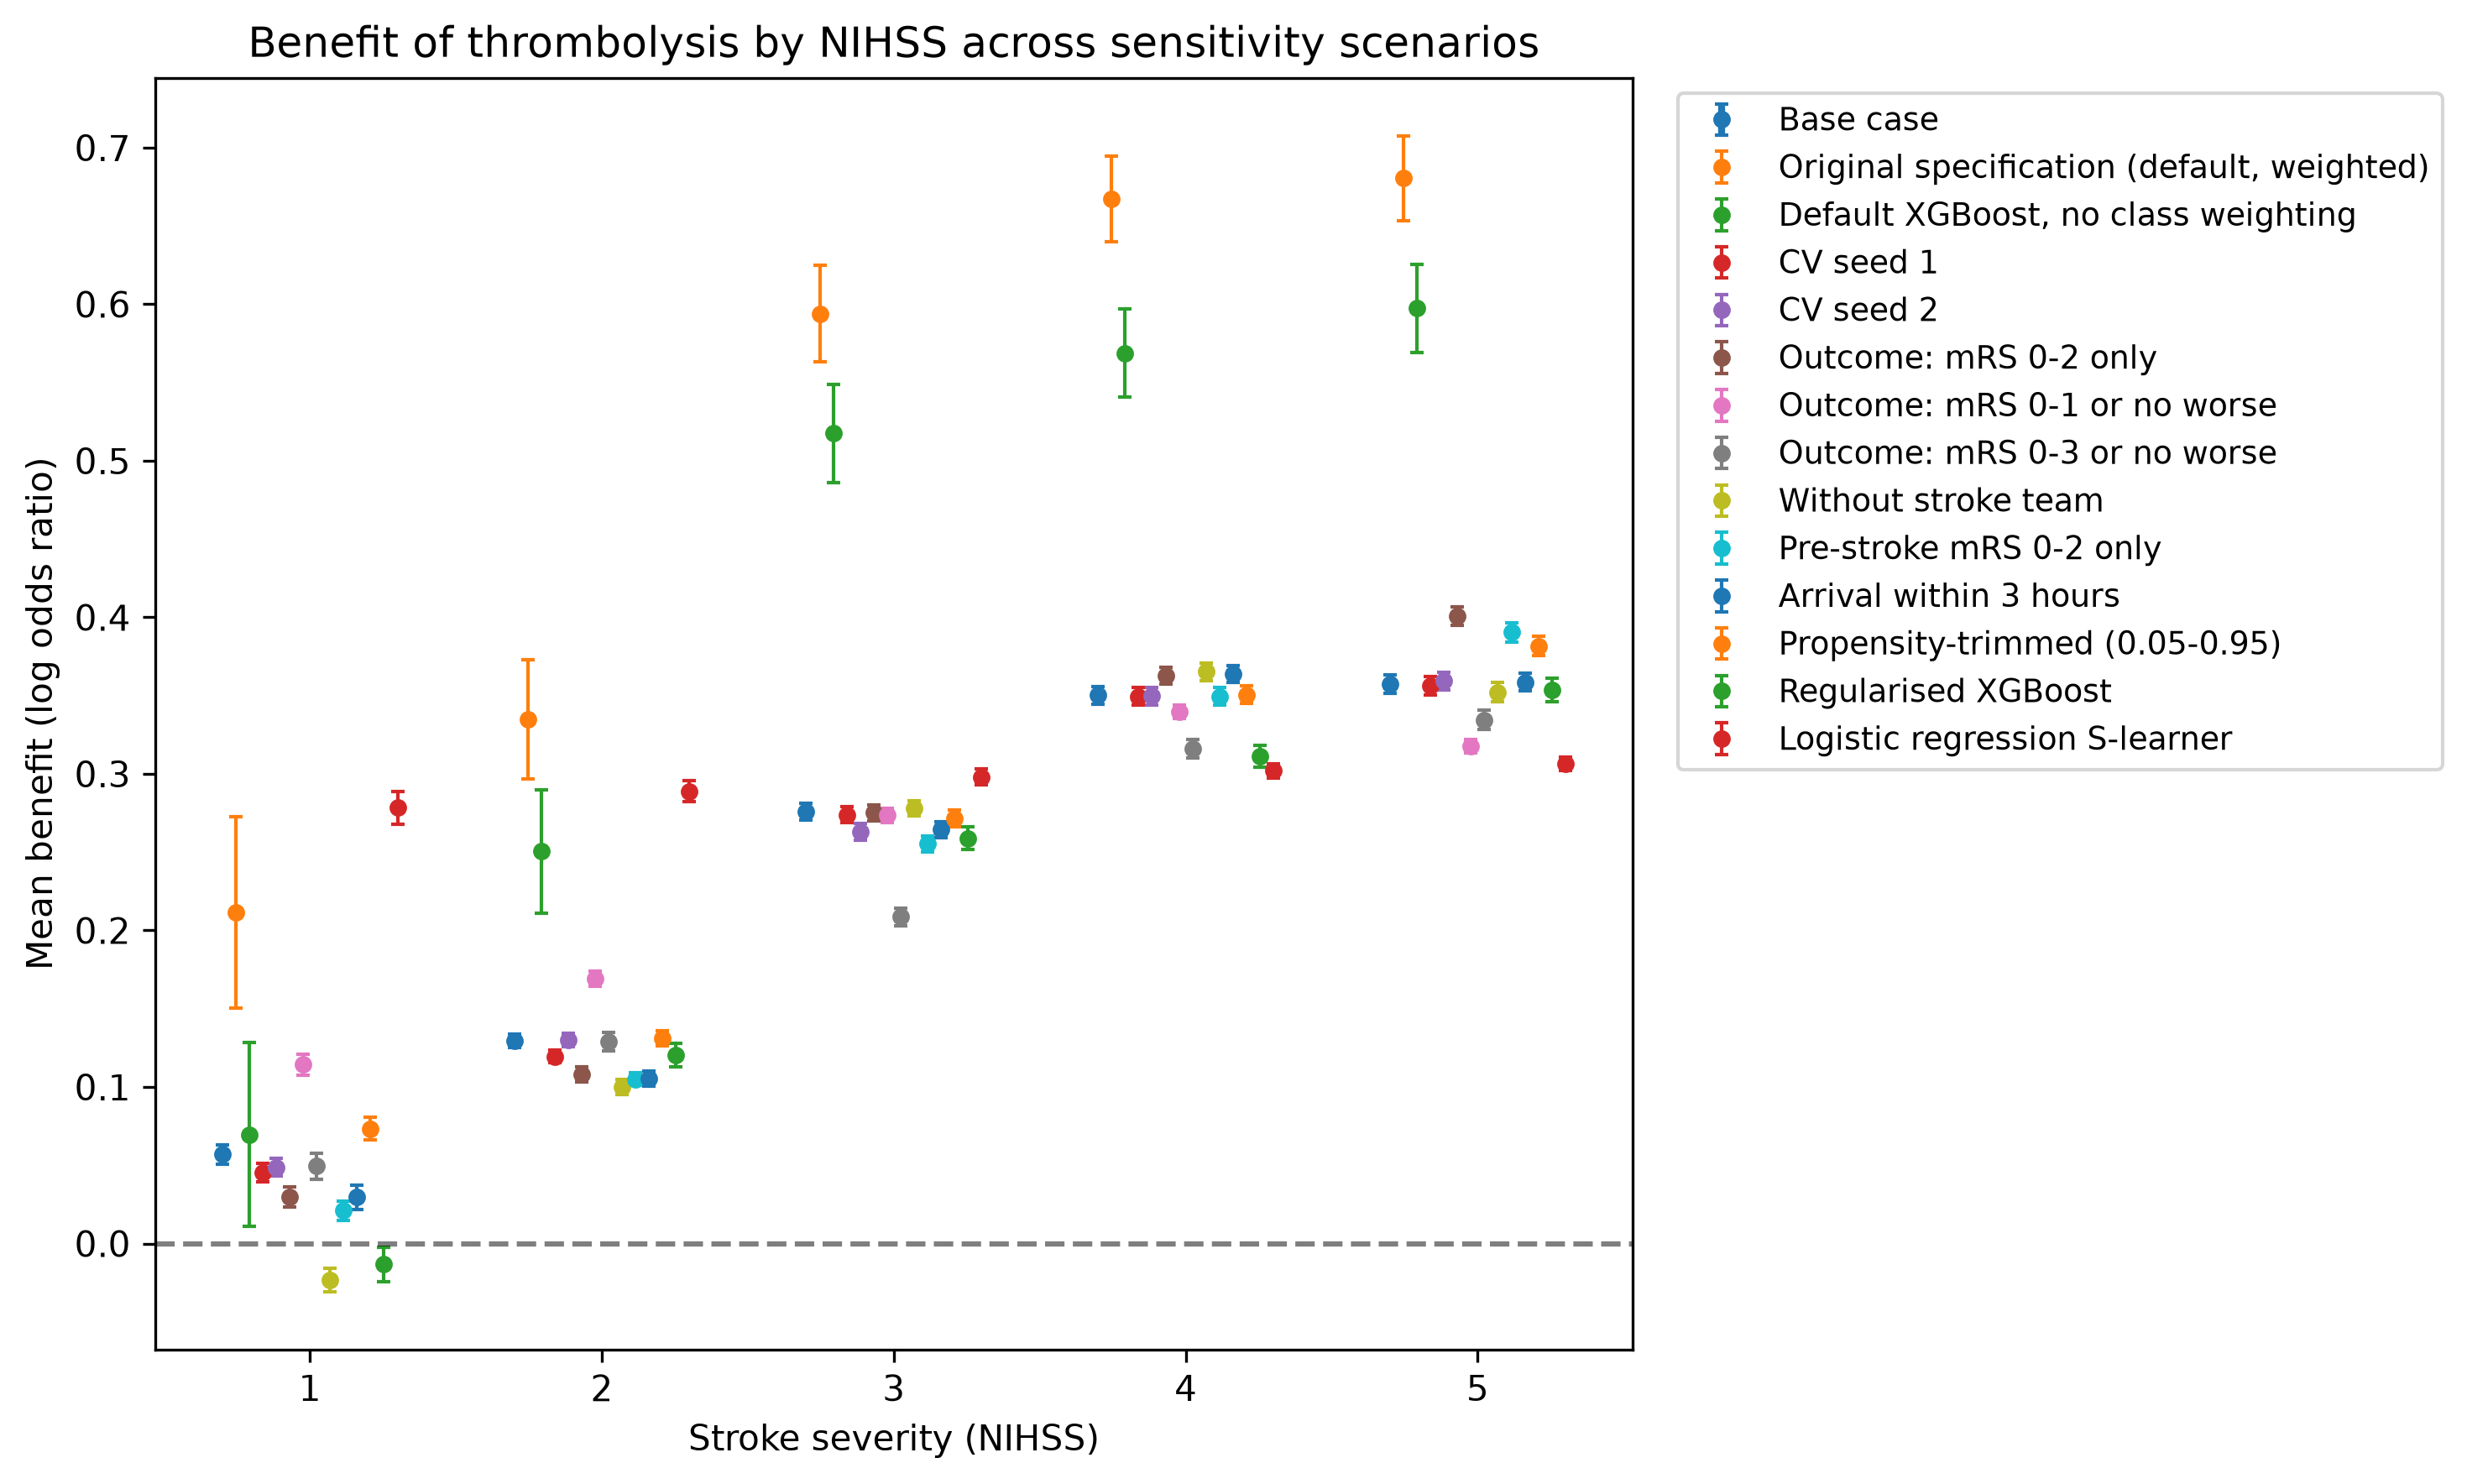 Benefit of thrombolysis by NIHSS across sensitivity scenarios
Mean benefit (log odds ratio)
0.7
0.6
0.5
0.4
0.3
0.2
0.1
0.0
1 2 3 4 5
Stroke severity (NIHSS)
Base case
Original specification (default, weighted)
Default XGBoost, no class weighting
CV seed 1
CV seed 2
Outcome: mRS 0-2 only
Outcome: mRS 0-1 or no worse
Outcome: mRS 0-3 or no worse
Without stroke team
Pre-stroke mRS 0-2 only
Arrival within 3 hours
Propensity-trimmed (0.05-0.95)
Regularised XGBoost
Logistic regression S-learner